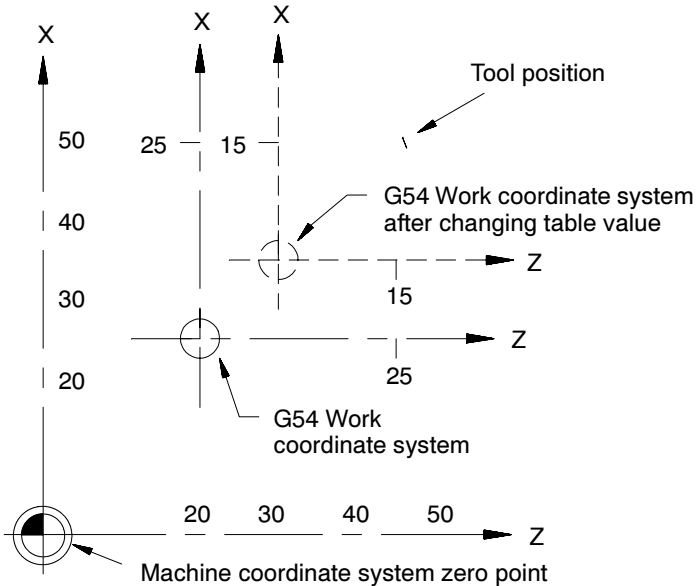 X
X
X
Tool position
50
25
15
G54 Work coordinate system
after changing table value
40
Z
30
15
Z
20
25
G54 Work
coordinate system
20 30 40 50
Z
Machine coordinate system zero point